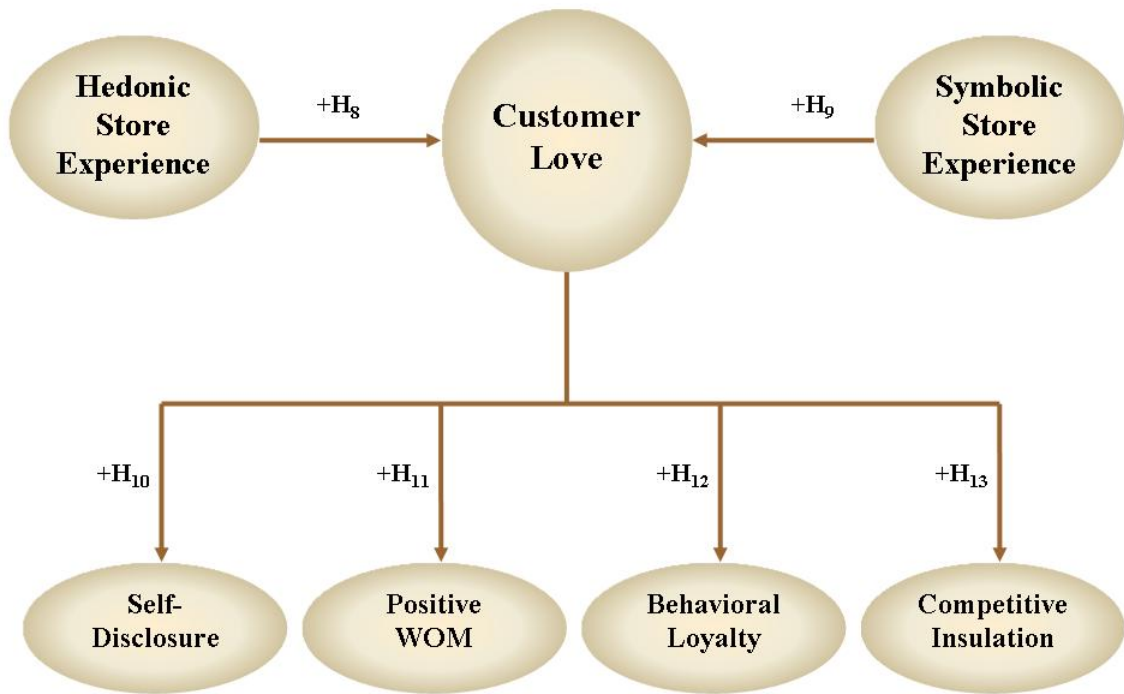 Hedonic
Store
Experience
+H₈
Customer
Love
+H₉
Symbolic
Store
Experience
+H₁₀
+H₁₁
+H₁₂
+H₁₃
Self-
Disclosure
Positive
WOM
Behavioral
Loyalty
Competitive
Insulation